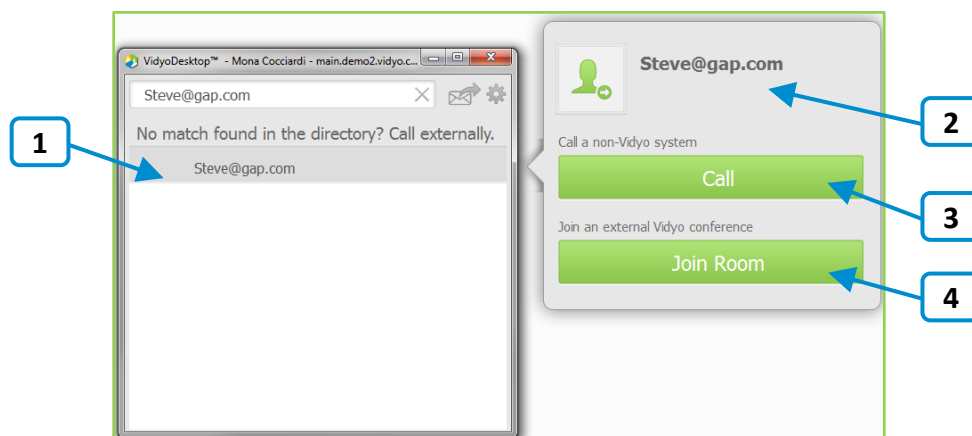 VidyoDesktop™ - Mona Cocciardi - main.demo2.vidyo.c...
Steve@gap.com
No match found in the directory? Call externally.
Steve@gap.com
1
Steve@gap.com
2
Call a non-Vidyo system
Call
3
Join an external Vidyo conference
Join Room
4